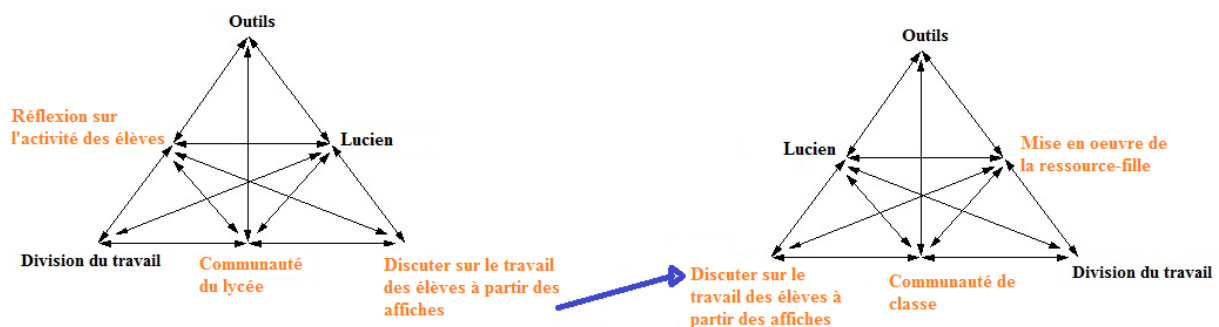 Outils
Réflexion sur
l'activité des élèves
Lucien
Division du travail
Communauté
du lycée
Discuter sur le travail
des élèves à partir des
affiches
Outils
Lucien
Mise en oeuvre de
la ressource-fille
Discuter sur le
travail des élèves à
partir des affiches
Communauté de
classe
Division du travail